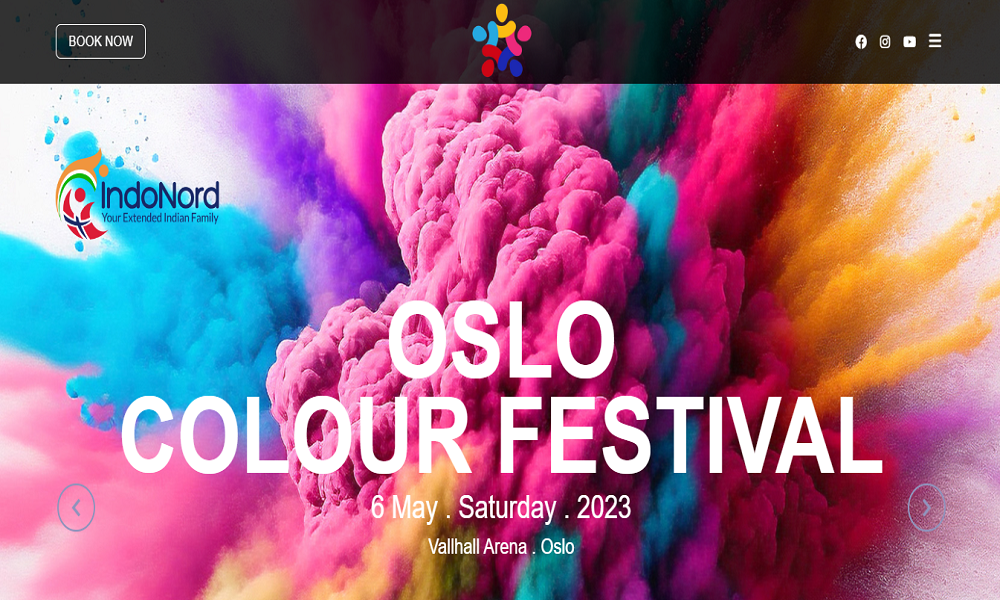 BOOK NOW
IndoNord
Your Extended Indian Family
OSLO
COLOUR FESTIVAL
6 May . Saturday . 2023
Vallhall Arena . Oslo